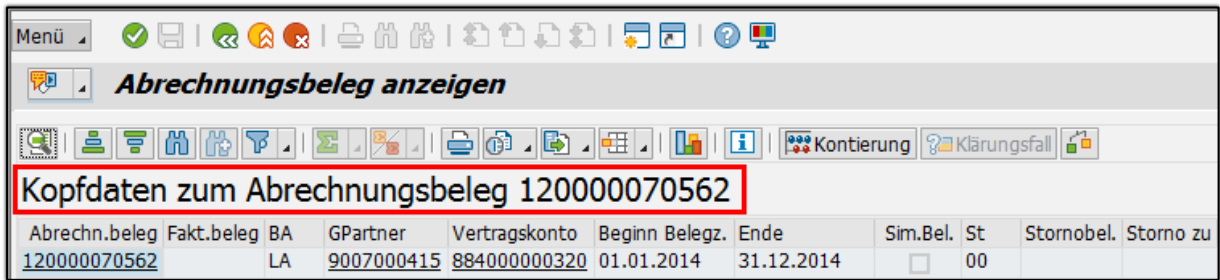 Menü
Abrechnungsbeleg anzeigen
Kontierung Klärungsfall
Kopfdaten zum Abrechnungsbeleg 120000070562
Abrechn.beleg Fakt.beleg BA GPartner Vertragskonto Beginn Belegz. Ende Sim.Bel. St Stornobel. Storno zu
120000070562 LA 9007000415 884000000320 01.01.2014 31.12.2014 00